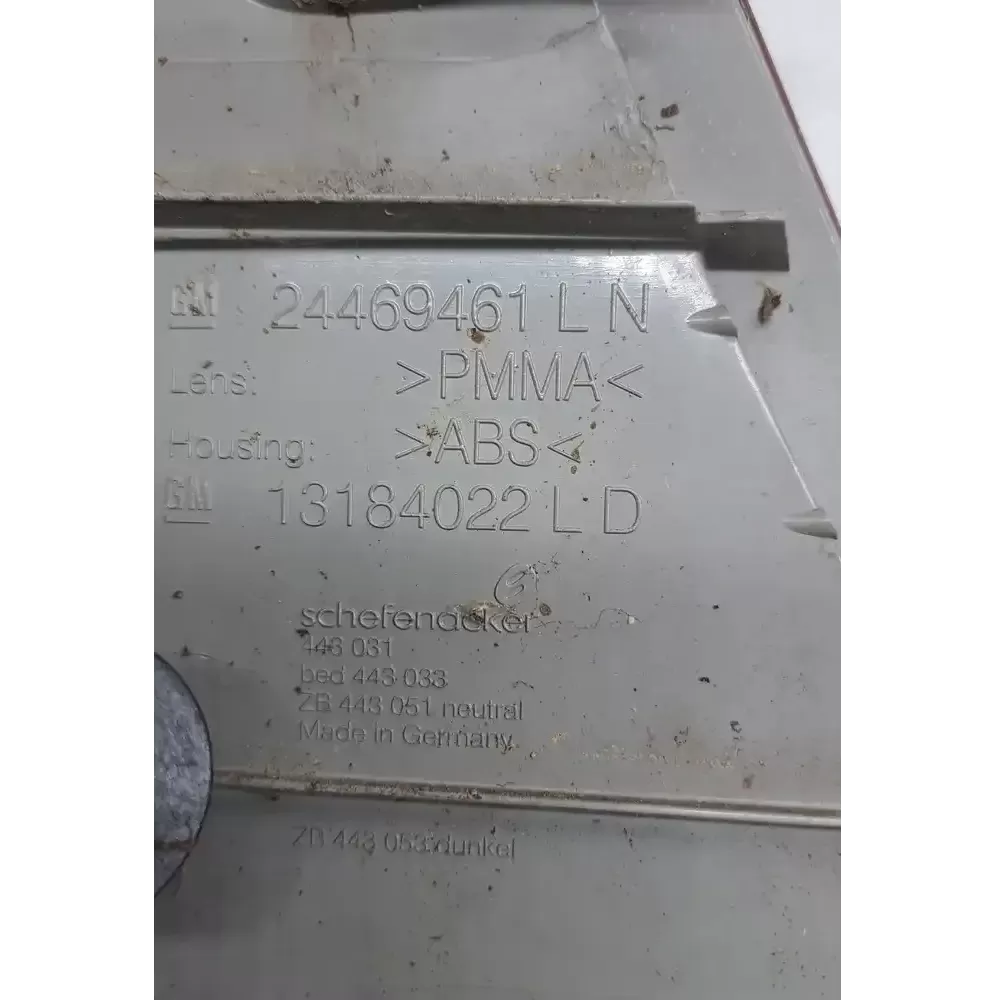 GM 24469461 L N
Lens: >PMMA<
Housing: >ABS<
GM 13184022 L D
schefenacker
443 031
bed 443 033
ZB 443 051 neutral
Made in Germany
ZB 443 053 dunkel